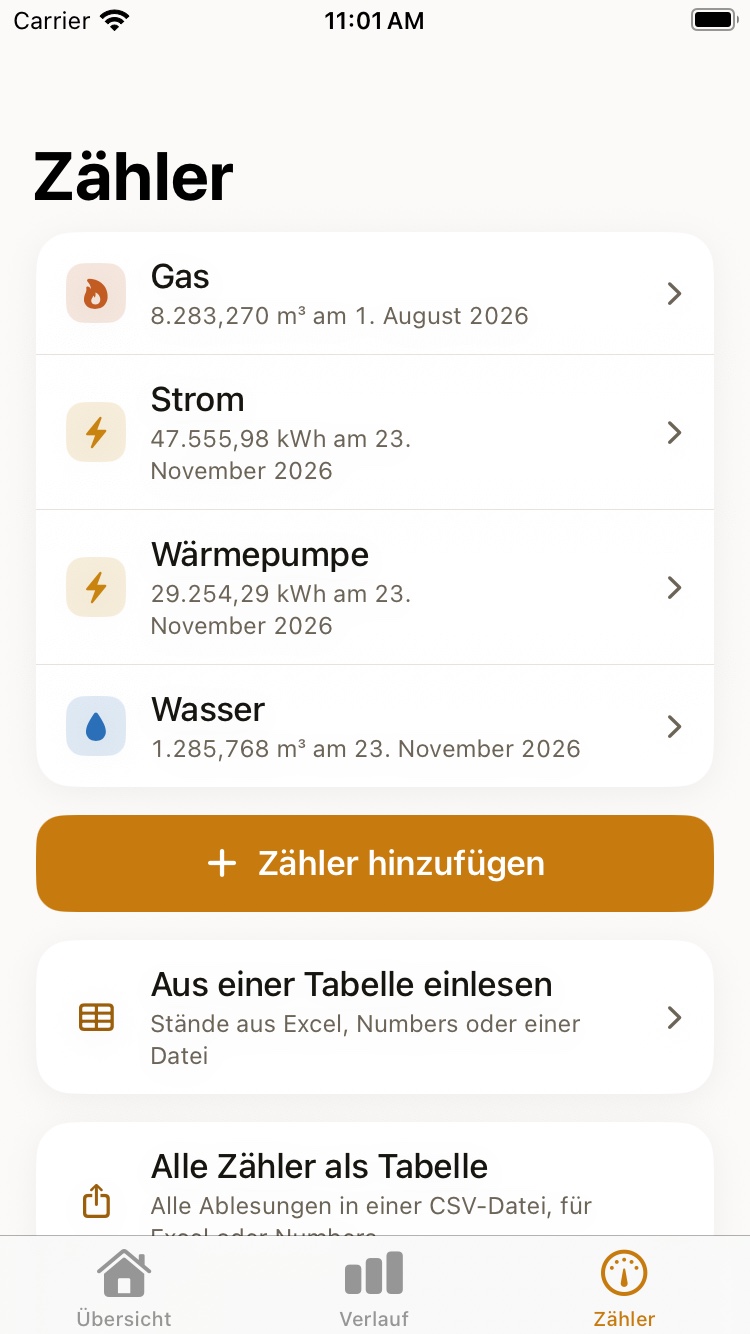 Carrier 11:01 AM
Zähler
Gas
8.283,270 m³ am 1. August 2026
Strom
47.555,98 kWh am 23.
November 2026
Wärmepumpe
29.254,29 kWh am 23.
November 2026
Wasser
1.285,768 m³ am 23. November 2026
+ Zähler hinzufügen
Aus einer Tabelle einlesen
Stände aus Excel, Numbers oder einer
Datei
Alle Zähler als Tabelle
Alle Ablesungen in einer CSV-Datei, für
Excel oder Numbers
Übersicht Verlauf Zähler